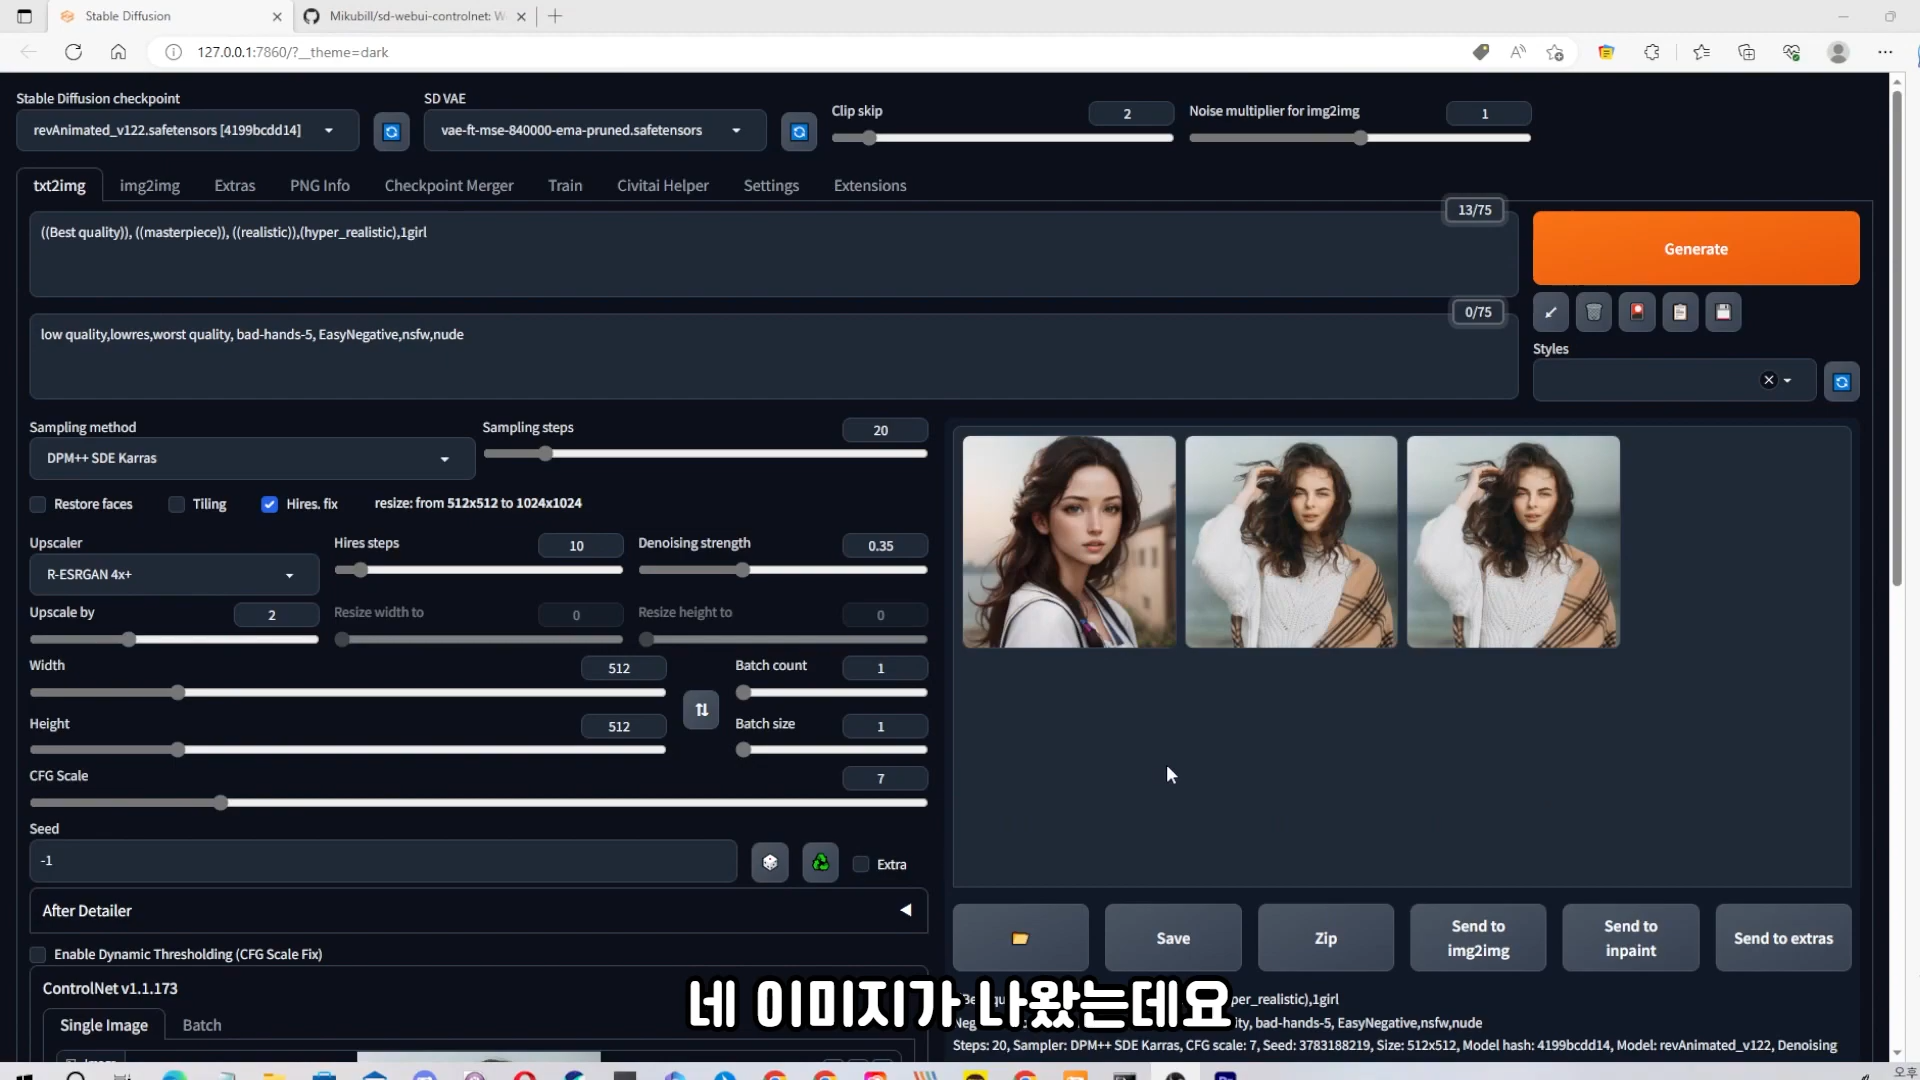 Stable Diffusion
Mikubill/sd-webui-controlnet: W
127.0.0.1:7860/?__theme=dark
Stable Diffusion checkpoint
SD VAE
Clip skip
2
Noise multiplier for img2img
1
revAnimated_v122.safetensors [4199bcdd14]
vae-ft-mse-840000-ema-pruned.safetensors
txt2img
img2img
Extras
PNG Info
Checkpoint Merger
Train
Civitai Helper
Settings
Extensions
13/75
((Best quality)), ((masterpiece)), ((realistic)),(hyper_realistic),1girl
Generate
0/75
low quality,lowres,worst quality, bad-hands-5, EasyNegative,nsfw,nude
Styles
Sampling method
DPM++ SDE Karras
Sampling steps
20
Restore faces
Tiling
Hires. fix
resize: from 512x512 to 1024x1024
Upscaler
R-ESRGAN 4x+
Hires steps
10
Denoising strength
0.35
Upscale by
2
Resize width to
0
Resize height to
0
Width
512
Batch count
1
Height
512
Batch size
1
CFG Scale
7
Seed
-1
Extra
After Detailer
Enable Dynamic Thresholding (CFG Scale Fix)
ControlNet v1.1.173
Single Image
Batch
Save
Zip
Send to
img2img
Send to
inpaint
Send to extras
네 이미지가 나왔는데요
per_realistic),1girl
ity, bad-hands-5, EasyNegative,nsfw,nude
Steps: 20, Sampler: DPM++ SDE Karras, CFG scale: 7, Seed: 3783188219, Size: 512x512, Model hash: 4199bcdd14, Model: revAnimated_v122, Denoising
오후